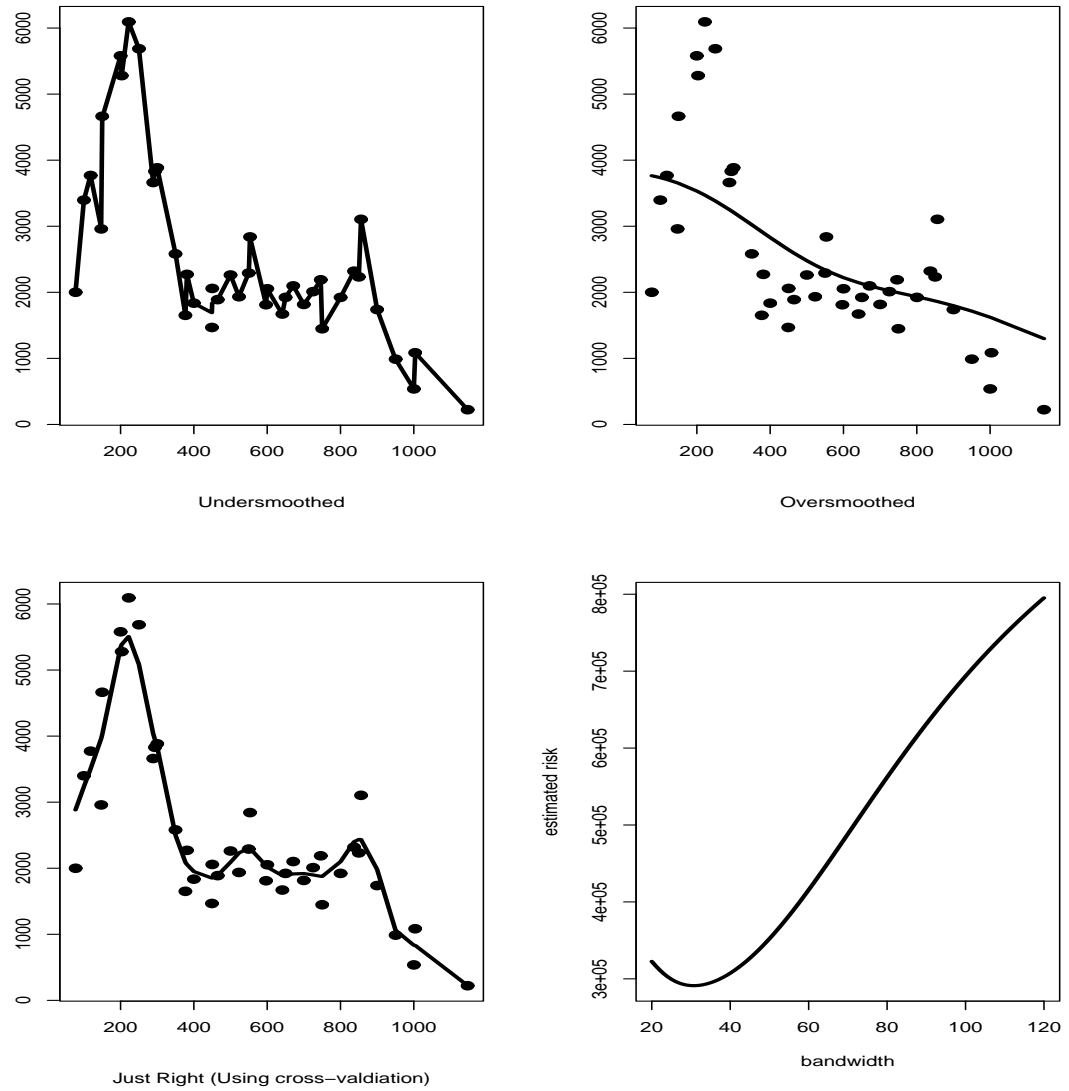 6000
5000
4000
3000
2000
1000
0
200 400 600 800 1000
Undersmoothed
6000
5000
4000
3000
2000
1000
0
200 400 600 800 1000
Oversmoothed
6000
5000
4000
3000
2000
1000
0
200 400 600 800 1000
Just Right (Using cross−valdiation)
8e+05
7e+05
6e+05
5e+05
4e+05
3e+05
estimated risk
20 40 60 80 100 120
bandwidth